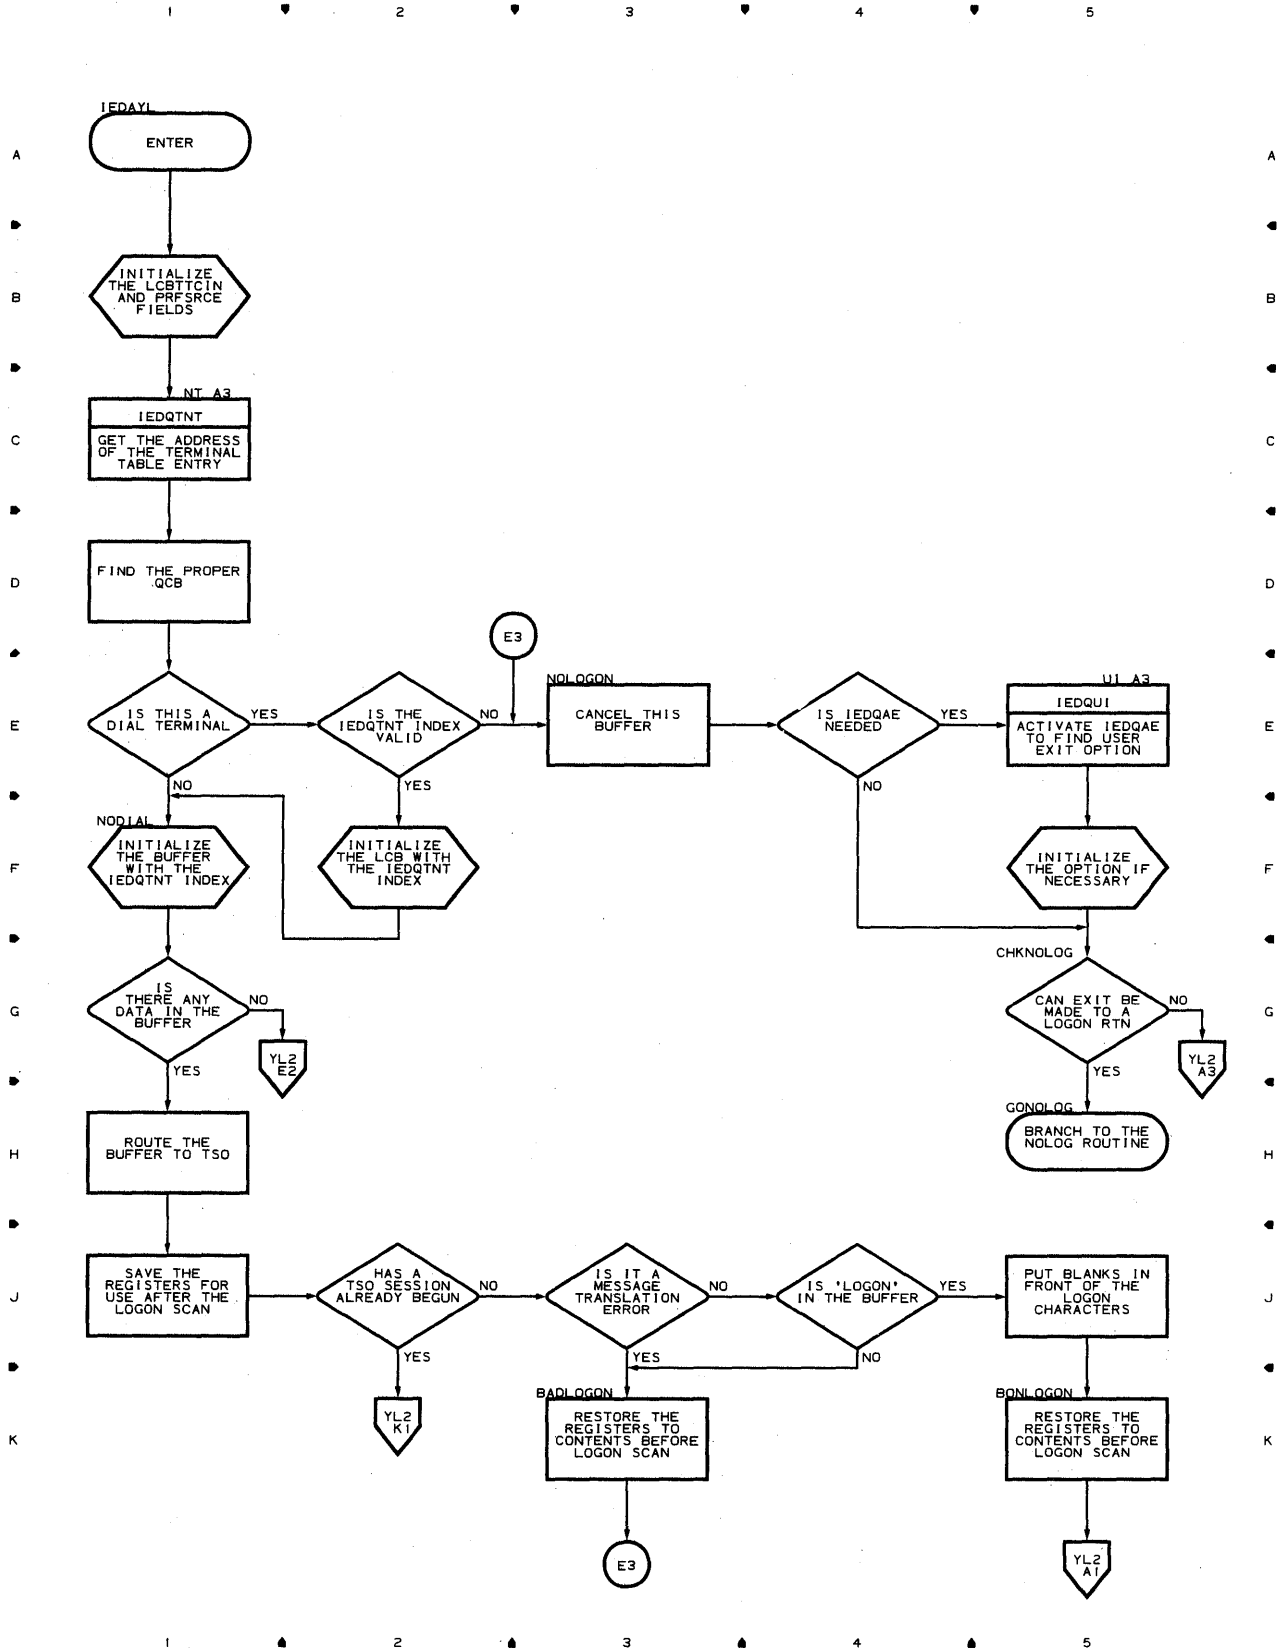 1 2 3 4 5
IEDAYL
ENTER
A A
INITIALIZE
THE LCBTTCIN
AND PRFSRCE
FIELDS
B B
NT A3
IEDQTNT
GET THE ADDRESS
OF THE TERMINAL
TABLE ENTRY
C C
FIND THE PROPER
QCB
D D
E3
IS THIS A
DIAL TERMINAL
YES
NO
IS THE
IEDQTNT INDEX
VALID
NO
YES
NOLOGON
CANCEL THIS
BUFFER
IS IEDQAE
NEEDED
YES
NO
UI A3
IEDQUI
ACTIVATE IEDQAE
TO FIND USER
EXIT OPTION
E E
NODIAL
INITIALIZE
THE BUFFER
WITH THE
IEDQTNT INDEX
INITIALIZE
THE LCB WITH
THE IEDQTNT
INDEX
INITIALIZE
THE OPTION IF
NECESSARY
F F
IS
THERE ANY
DATA IN THE
BUFFER
NO
YES
YL2
E2
CHKNOLOG
CAN EXIT BE
MADE TO A
LOGON RTN
NO
YES
YL2
A3
G G
ROUTE THE
BUFFER TO TSO
GONOLOG
BRANCH TO THE
NOLOG ROUTINE
H H
SAVE THE
REGISTERS FOR
USE AFTER THE
LOGON SCAN
HAS A
TSO SESSION
ALREADY BEGUN
NO
YES
IS IT A
MESSAGE
TRANSLATION
ERROR
NO
YES
IS 'LOGON'
IN THE BUFFER
YES
NO
PUT BLANKS IN
FRONT OF THE
LOGON
CHARACTERS
J J
YL2
K1
BADLOGON
RESTORE THE
REGISTERS TO
CONTENTS BEFORE
LOGON SCAN
BONLOGON
RESTORE THE
REGISTERS TO
CONTENTS BEFORE
LOGON SCAN
K K
E3
YL2
A1
1 2 3 4 5